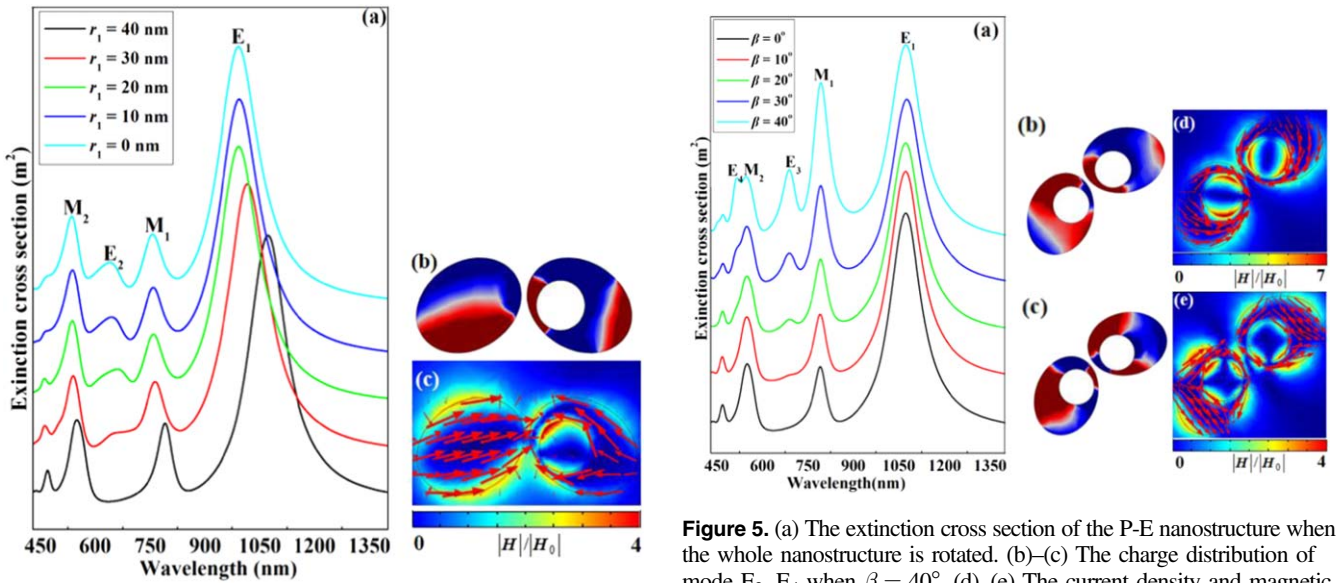 (a)
r₁ = 40 nm
r₁ = 30 nm
r₁ = 20 nm
r₁ = 10 nm
r₁ = 0 nm
E₁
M₂
E₂
M₁
Exinction cross section (m²)
450 600 750 900 1050 1150 1350
Wavelength (nm)
(b)
(c)
0 |H|/|H₀| 4
(a)
β = 0°
β = 10°
β = 20°
β = 30°
β = 40°
E₁
M₁
E₃
E₄ M₂
Exinction cross section (m²)
450 600 750 900 1050 1200 1350
Wavelength(nm)
(b)
(c)
(d)
0 |H|/|H₀| 7
(e)
0 |H|/|H₀| 4
Figure 5. (a) The extinction cross section of the P-E nanostructure when
the whole nanostructure is rotated. (b)–(c) The charge distribution of